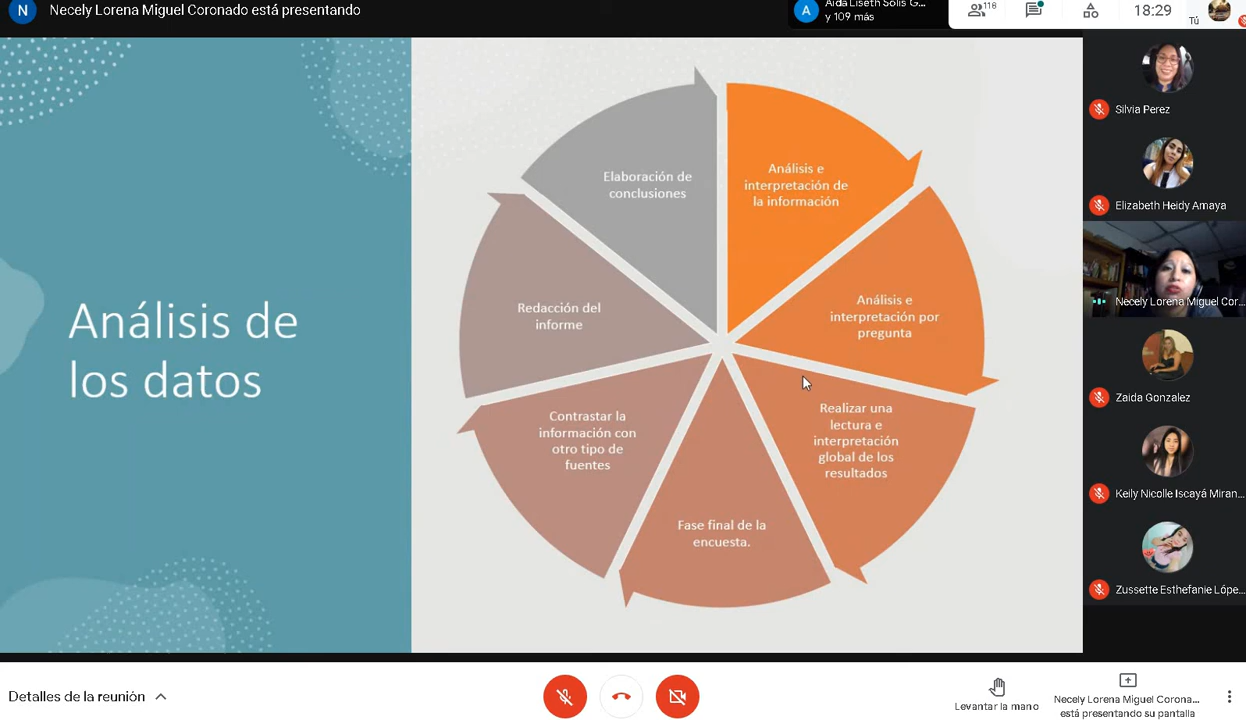 N
Necely Lorena Miguel Coronado está presentando
A
Aida Liseth Solis G...
y 109 más
118
18:29
Tú
Análisis de
los datos
Análisis e
interpretación de
la información
Análisis e
interpretación por
pregunta
Realizar una
lectura e
interpretación
global de los
resultados
Fase final de la
encuesta.
Contrastar la
información con
otro tipo de
fuentes
Redacción del
informe
Elaboración de
conclusiones
Silvia Perez
Elizabeth Heidy Amaya
Necely Lorena Miguel Cor...
Zaida Gonzalez
Keily Nicolle Iscayá Miran...
Zussette Esthefanie Lópe...
Detalles de la reunión
Levantar la mano
Necely Lorena Miguel Corona...
está presentando su pantalla